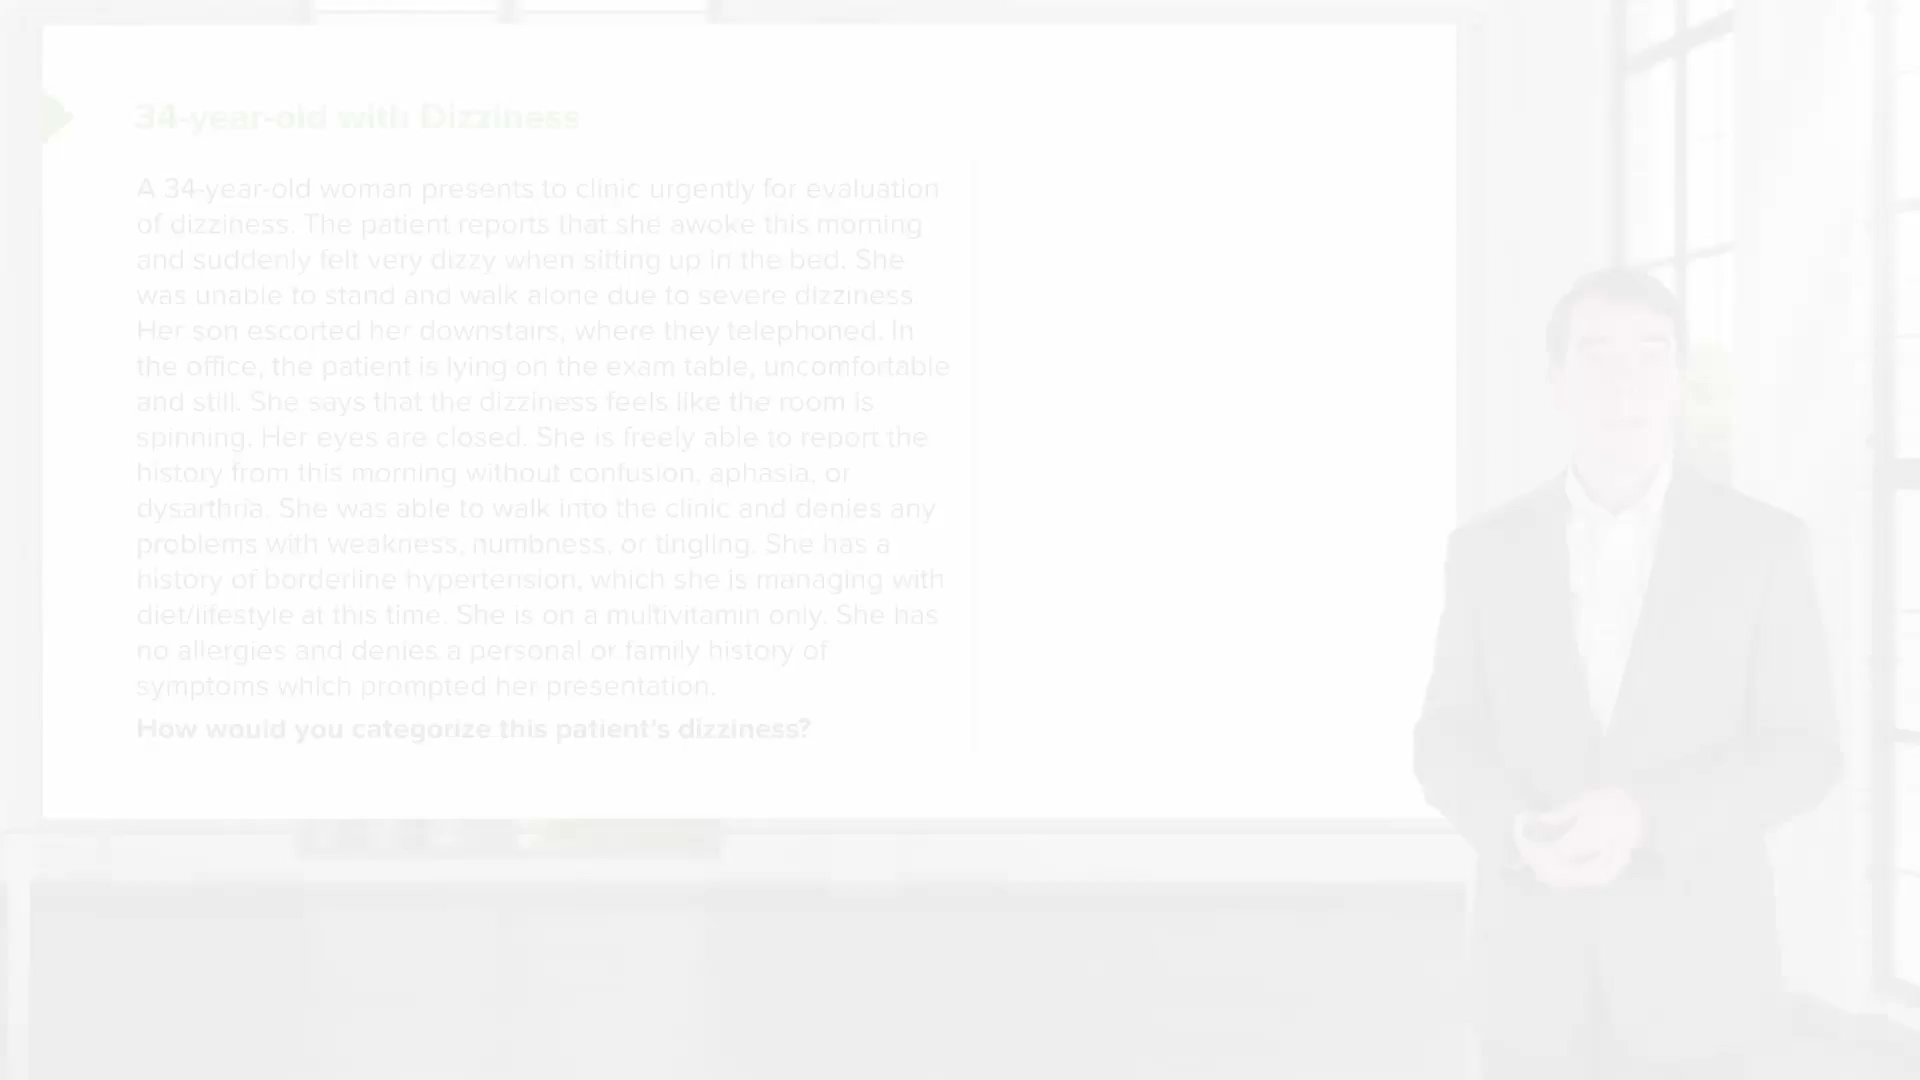 34-year-old with Dizziness
A 34-year-old woman presents to clinic urgently for evaluation
of dizziness. The patient reports that she awoke this morning
and suddenly felt very dizzy when sitting up in the bed. She
was unable to stand and walk alone due to severe dizziness.
Her son escorted her downstairs, where they telephoned. In
the office, the patient is lying on the exam table, uncomfortable
and still. She says that the dizziness feels like the room is
spinning. Her eyes are closed. She is freely able to report the
history from this morning without confusion, aphasia, or
dysarthria. She was able to walk into the clinic and denies any
problems with weakness, numbness, or tingling. She has a
history of borderline hypertension, which she is managing with
diet/lifestyle at this time. She is on a multivitamin only. She has
no allergies and denies a personal or family history of
symptoms which prompted her presentation.
How would you categorize this patient's dizziness?